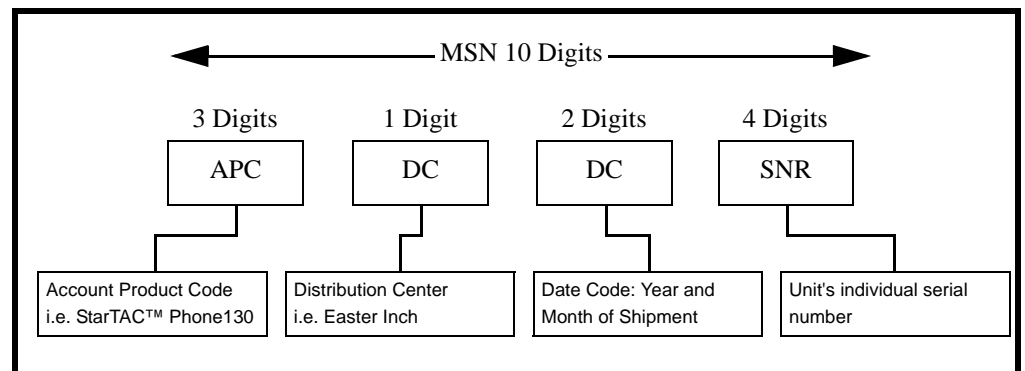 MSN 10 Digits
3 Digits
1 Digit
2 Digits
4 Digits
APC
DC
DC
SNR
Account Product Code
i.e. StarTAC™ Phone130
Distribution Center
i.e. Easter Inch
Date Code: Year and
Month of Shipment
Unit's individual serial
number